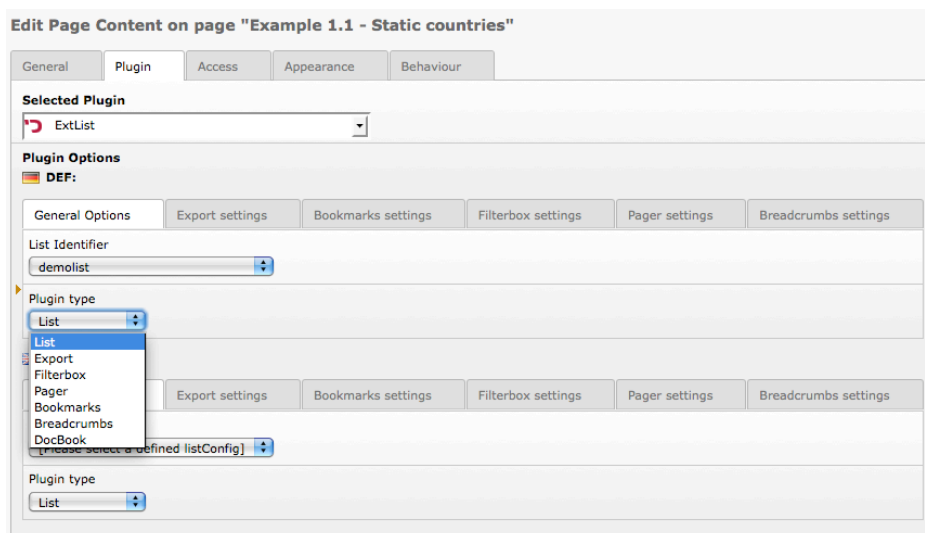 Edit Page Content on page "Example 1.1 - Static countries"
General Plugin Access Appearance Behaviour
Selected Plugin
ExtList
Plugin Options
DEF:
General Options Export settings Bookmarks settings Filterbox settings Pager settings Breadcrumbs settings
List Identifier
demolist
Plugin type
List
List
Export
Filterbox
Pager
Bookmarks
Breadcrumbs
DocBook
Export settings Bookmarks settings Filterbox settings Pager settings Breadcrumbs settings
[Please select a defined listConfig]
Plugin type
List